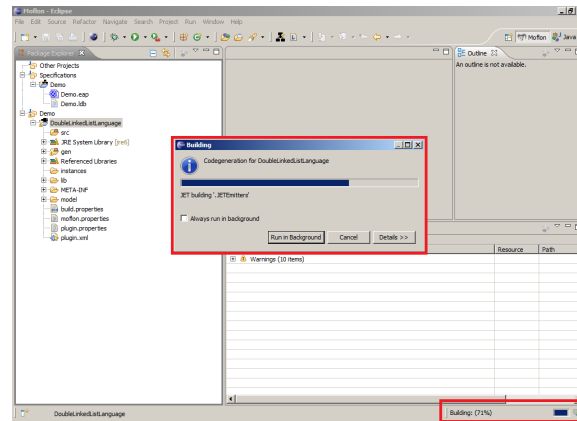 Moflon - Eclipse
File Edit Source Refactor Navigate Search Project Run Window Help
Moflon Java
Package Explorer
Outline
An outline is not available.
Other Projects
Specifications
Demo
Demo.eap
Demo.ldb
Demo
DoubleLinkedListLanguage
src
JRE System Library [jre6]
gen
Referenced Libraries
instances
lib
META-INF
model
build.properties
moflon.properties
plugin.properties
plugin.xml
Building
Codegeneration for DoubleLinkedListLanguage
JET building '.JETEmitters'
Always run in background
Run in Background Cancel Details >>
Resource Path
Warnings (10 items)
DoubleLinkedListLanguage
Building: (71%)